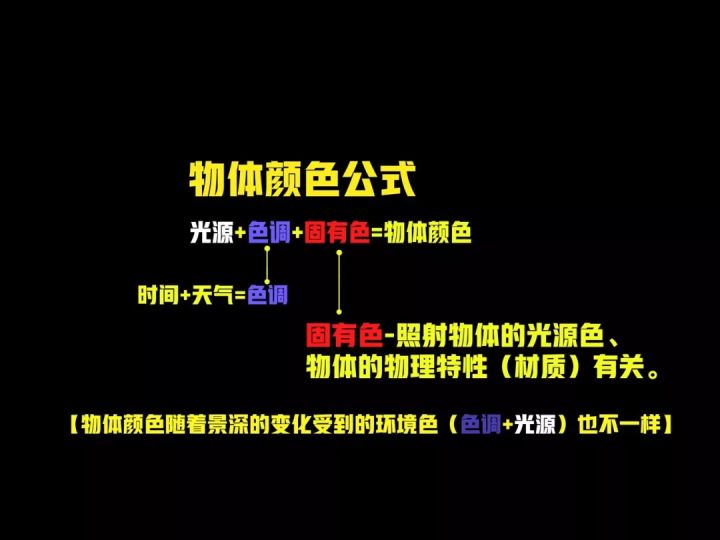 物体颜色公式
光源+色调+固有色=物体颜色
时间+天气=色调
固有色-照射物体的光源色、
物体的物理特性（材质）有关。
【物体颜色随着景深的变化受到的环境色（色调+光源）也不一样】